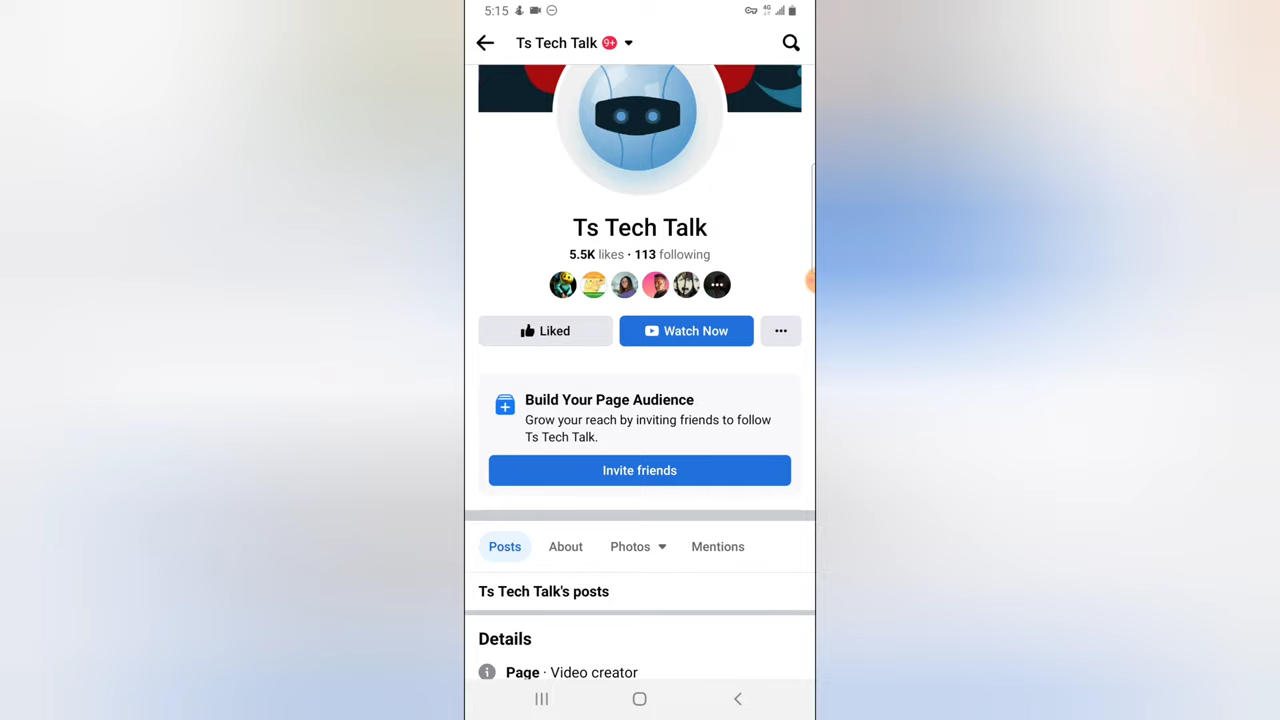 5:15
4G
Ts Tech Talk 9+
Ts Tech Talk
5.5K likes · 113 following
Liked
Watch Now
Build Your Page Audience
Grow your reach by inviting friends to follow
Ts Tech Talk.
Invite friends
Posts About Photos Mentions
Ts Tech Talk's posts
Details
Page · Video creator